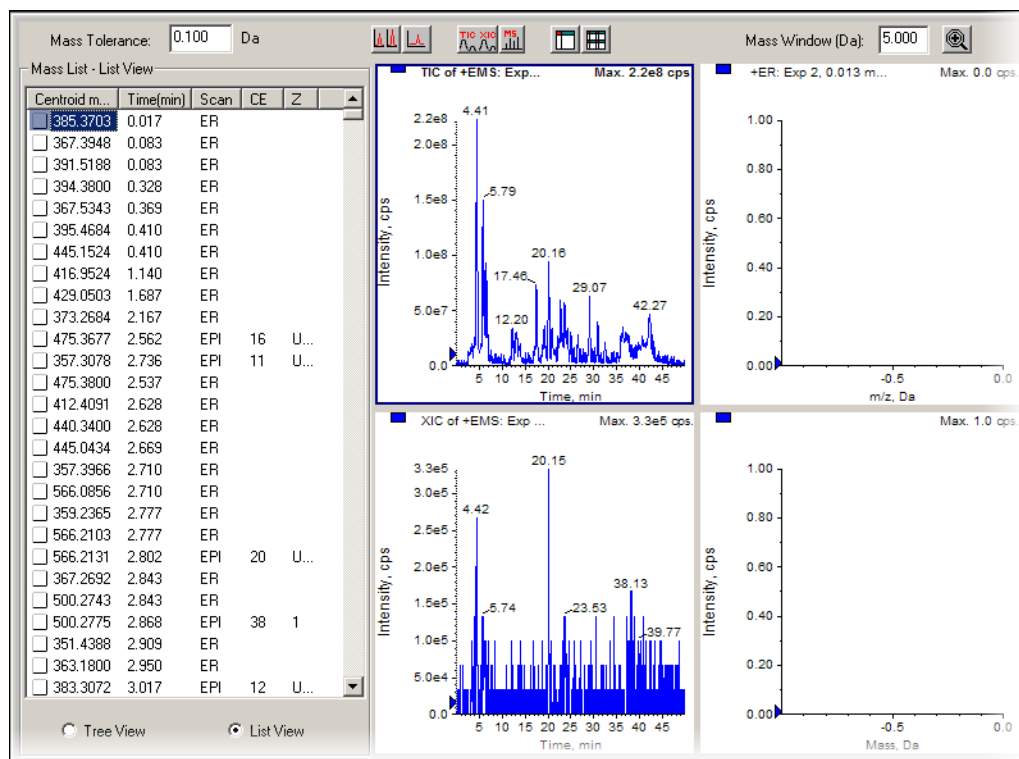 Mass Tolerance: 0.100 Da
TIC XIC MS
Mass Window (Da): 5.000
Mass List - List View
Centroid m... Time(min) Scan CE Z
385.3703 0.017 ER
367.3948 0.083 ER
391.5188 0.083 ER
394.3800 0.328 ER
367.5343 0.369 ER
395.4684 0.410 ER
445.1524 0.410 ER
416.9524 1.140 ER
429.0503 1.687 ER
373.2684 2.167 ER
475.3677 2.562 EPI 16 U...
357.3078 2.736 EPI 11 U...
475.3800 2.537 ER
412.4091 2.628 ER
440.3400 2.628 ER
445.0434 2.669 ER
357.3966 2.710 ER
566.0856 2.710 ER
359.2365 2.777 ER
566.2103 2.777 ER
566.2131 2.802 EPI 20 U...
367.2692 2.843 ER
500.2743 2.843 ER
500.2775 2.868 EPI 38 1
351.4388 2.909 ER
363.1800 2.950 ER
383.3072 3.017 EPI 12 U...
Tree View List View
TIC of +EMS: Exp... Max. 2.2e8 cps
4.41
2.2e8
2.0e8
5.79
1.5e8
20.16
1.0e8
17.46
29.07
42.27
5.0e7
12.20
0.0
Intensity, cps
5 10 15 20 25 30 35 40 45
Time, min
+ER: Exp 2, 0.013 m... Max. 0.0 cps
1.00
0.80
0.60
0.40
0.20
0.00
Intensity, cps
-0.5 0.0
m/z, Da
XIC of +EMS: Exp ... Max. 3.3e5 cps.
20.15
3.3e5
3.0e5
4.42
2.5e5
2.0e5
38.13
1.5e5
5.74
23.53
39.77
1.0e5
5.0e4
0.0
Intensity, cps
5 10 15 20 25 30 35 40 45
Time, min
Max. 1.0 cps.
1.00
0.80
0.60
0.40
0.20
0.00
Intensity, cps
-0.5 0.0
Mass, Da